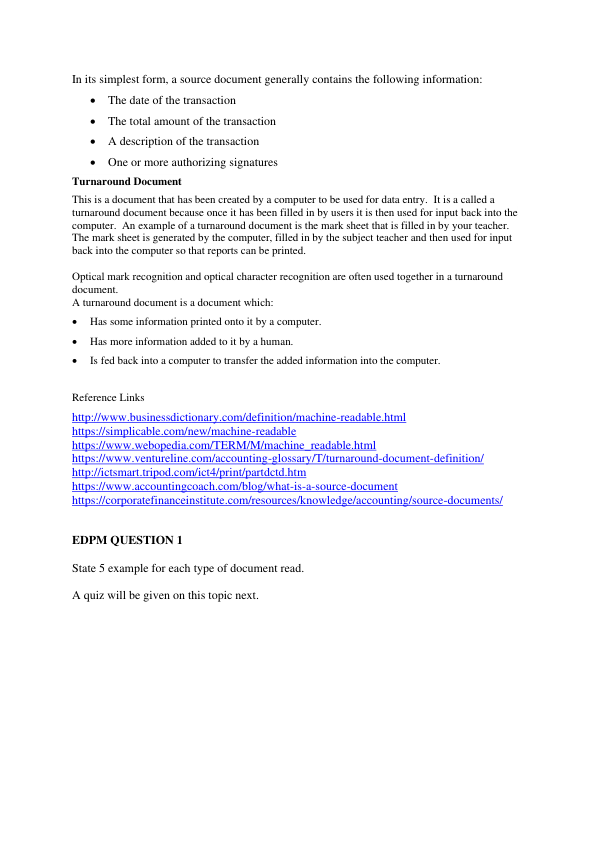 In its simplest form, a source document generally contains the following information:
• The date of the transaction
• The total amount of the transaction
• A description of the transaction
• One or more authorizing signatures
Turnaround Document
This is a document that has been created by a computer to be used for data entry.  It is a called a
turnaround document because once it has been filled in by users it is then used for input back into the
computer.  An example of a turnaround document is the mark sheet that is filled in by your teacher.
The mark sheet is generated by the computer, filled in by the subject teacher and then used for input
back into the computer so that reports can be printed.
Optical mark recognition and optical character recognition are often used together in a turnaround
document.
A turnaround document is a document which:
• Has some information printed onto it by a computer.
• Has more information added to it by a human.
• Is fed back into a computer to transfer the added information into the computer.
Reference Links
http://www.businessdictionary.com/definition/machine-readable.html
https://simplicable.com/new/machine-readable
https://www.webopedia.com/TERM/M/machine_readable.html
https://www.ventureline.com/accounting-glossary/T/turnaround-document-definition/
http://ictsmart.tripod.com/ict4/print/partdctd.htm
https://www.accountingcoach.com/blog/what-is-a-source-document
https://corporatefinanceinstitute.com/resources/knowledge/accounting/source-documents/
EDPM QUESTION 1
State 5 example for each type of document read.
A quiz will be given on this topic next.